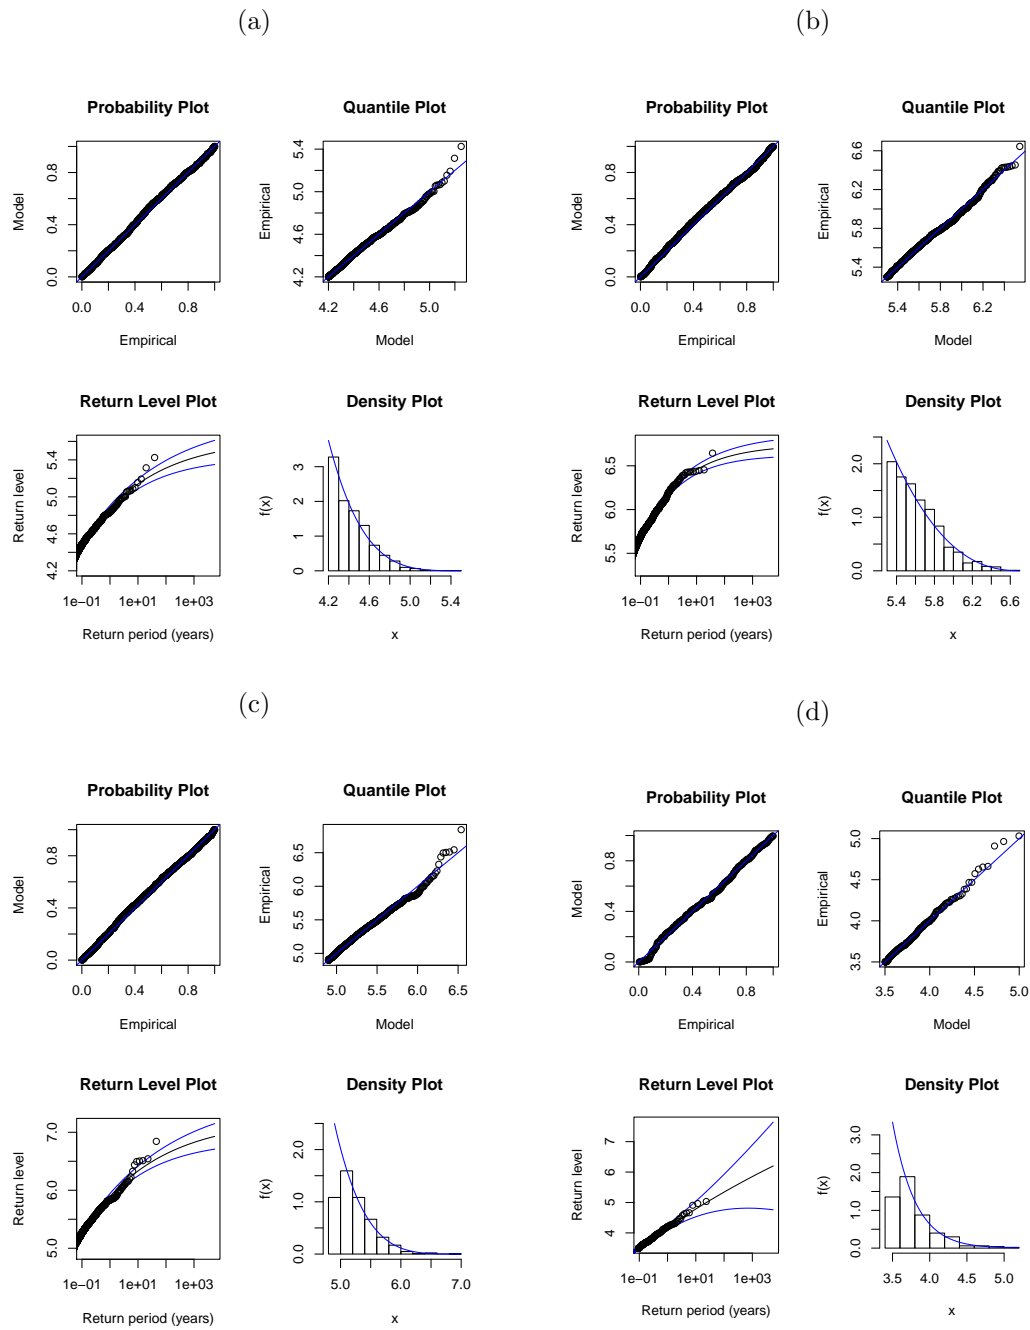 (a)
Probability Plot
Model
0.0 0.4 0.8
0.0 0.4 0.8
Empirical
Quantile Plot
Empirical
4.2 4.6 5.0 5.4
4.2 4.6 5.0
Model
Return Level Plot
Return level
4.2 4.6 5.0 5.4
1e−01 1e+01 1e+03
Return period (years)
Density Plot
f(x)
0 1 2 3
4.2 4.6 5.0 5.4
x
(b)
Probability Plot
Model
0.0 0.4 0.8
0.0 0.4 0.8
Empirical
Quantile Plot
Empirical
5.4 5.8 6.2 6.6
5.4 5.8 6.2
Model
Return Level Plot
Return level
5.5 6.0 6.5
1e−01 1e+01 1e+03
Return period (years)
Density Plot
f(x)
0.0 1.0 2.0
5.4 5.8 6.2 6.6
x
(c)
Probability Plot
Model
0.0 0.4 0.8
0.0 0.4 0.8
Empirical
Quantile Plot
Empirical
5.0 5.5 6.0 6.5
5.0 5.5 6.0 6.5
Model
Return Level Plot
Return level
5.0 6.0 7.0
1e−01 1e+01 1e+03
Return period (years)
Density Plot
f(x)
0.0 1.0 2.0
5.0 6.0 7.0
x
(d)
Probability Plot
Model
0.0 0.4 0.8
0.0 0.4 0.8
Empirical
Quantile Plot
Empirical
3.5 4.0 4.5 5.0
3.5 4.0 4.5 5.0
Model
Return Level Plot
Return level
4 5 6 7
1e−01 1e+01 1e+03
Return period (years)
Density Plot
f(x)
0.0 1.0 2.0 3.0
3.5 4.0 4.5 5.0
x